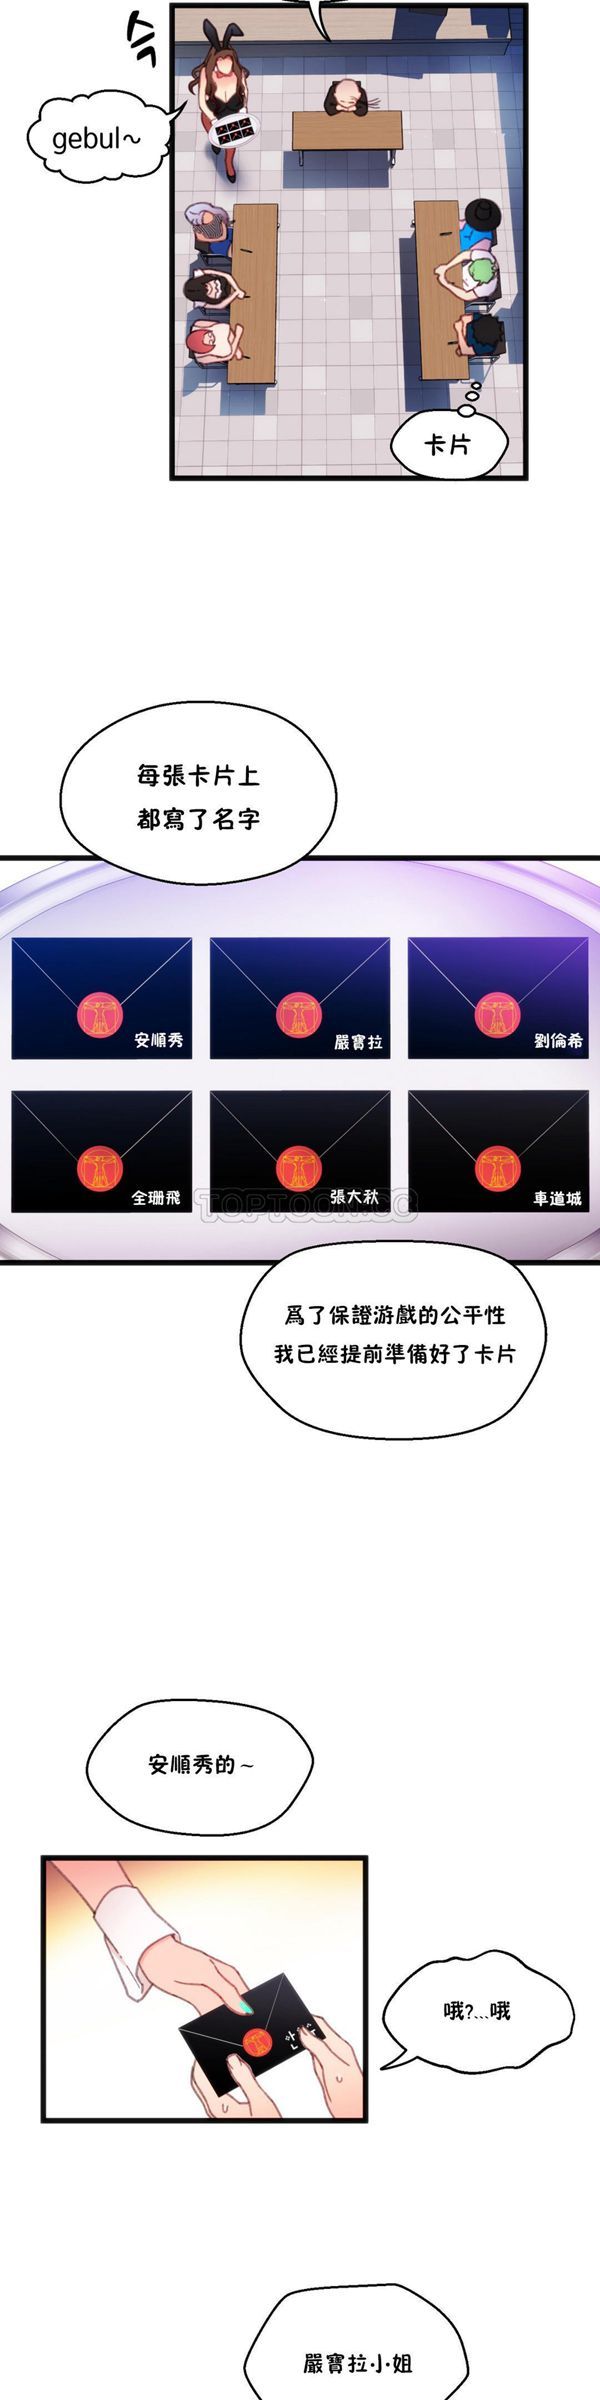 슥
gebul~
卡片
每張卡片上
都寫了名字
安順秀
嚴寶拉
劉倫希
全珊飛
張大秋
車道城
TOPTOON.CC
爲了保證游戲的公平性
我已經提前準備好了卡片
安順秀的~
哦?...哦
嚴寶拉小姐